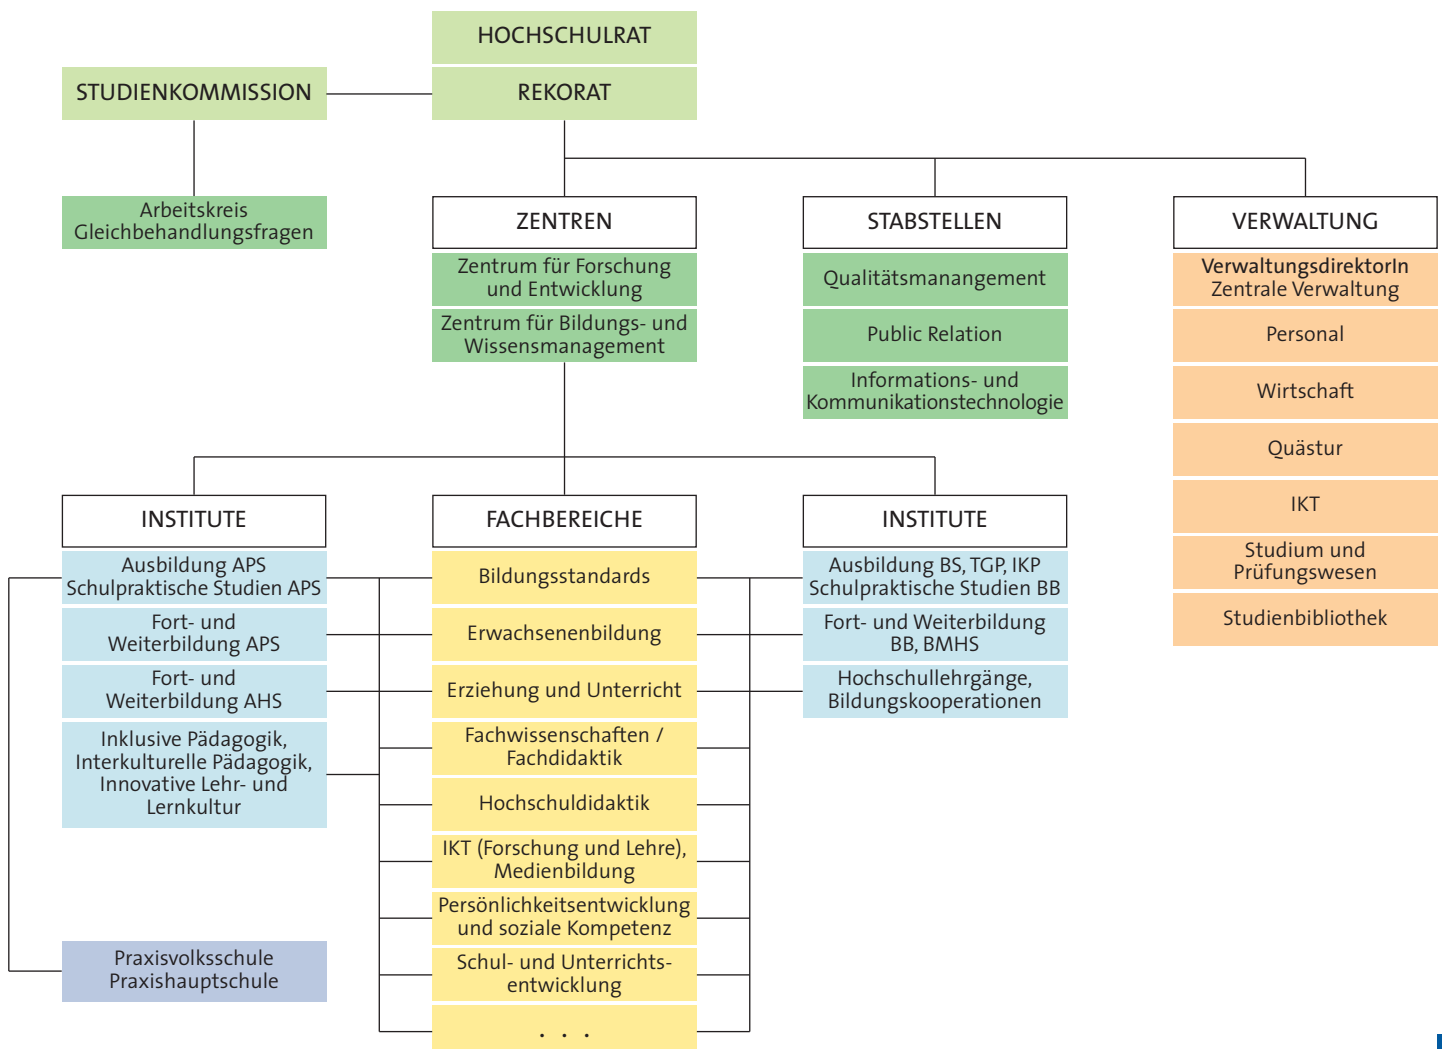 HOCHSCHULRAT
STUDIENKOMMISSION
REKORAT
Arbeitskreis
Gleichbehandlungsfragen
ZENTREN
Zentrum für Forschung
und Entwicklung
Zentrum für Bildungs- und
Wissensmanagement
STABSTELLEN
Qualitätsmanangement
Public Relation
Informations- und
Kommunikationstechnologie
VERWALTUNG
VerwaltungsdirektorIn
Zentrale Verwaltung
Personal
Wirtschaft
Quästur
IKT
Studium und
Prüfungswesen
Studienbibliothek
INSTITUTE
Ausbildung APS
Schulpraktische Studien APS
Fort- und
Weiterbildung APS
Fort- und
Weiterbildung AHS
Inklusive Pädagogik,
Interkulturelle Pädagogik,
Innovative Lehr- und
Lernkultur
Praxisvolksschule
Praxishauptschule
FACHBEREICHE
Bildungsstandards
Erwachsenenbildung
Erziehung und Unterricht
Fachwissenschaften /
Fachdidaktik
Hochschuldidaktik
IKT (Forschung und Lehre),
Medienbildung
Persönlichkeitsentwicklung
und soziale Kompetenz
Schul- und Unterrichts-
entwicklung
. . .
INSTITUTE
Ausbildung BS, TGP, IKP
Schulpraktische Studien BB
Fort- und Weiterbildung
BB, BMHS
Hochschullehrgänge,
Bildungskooperationen